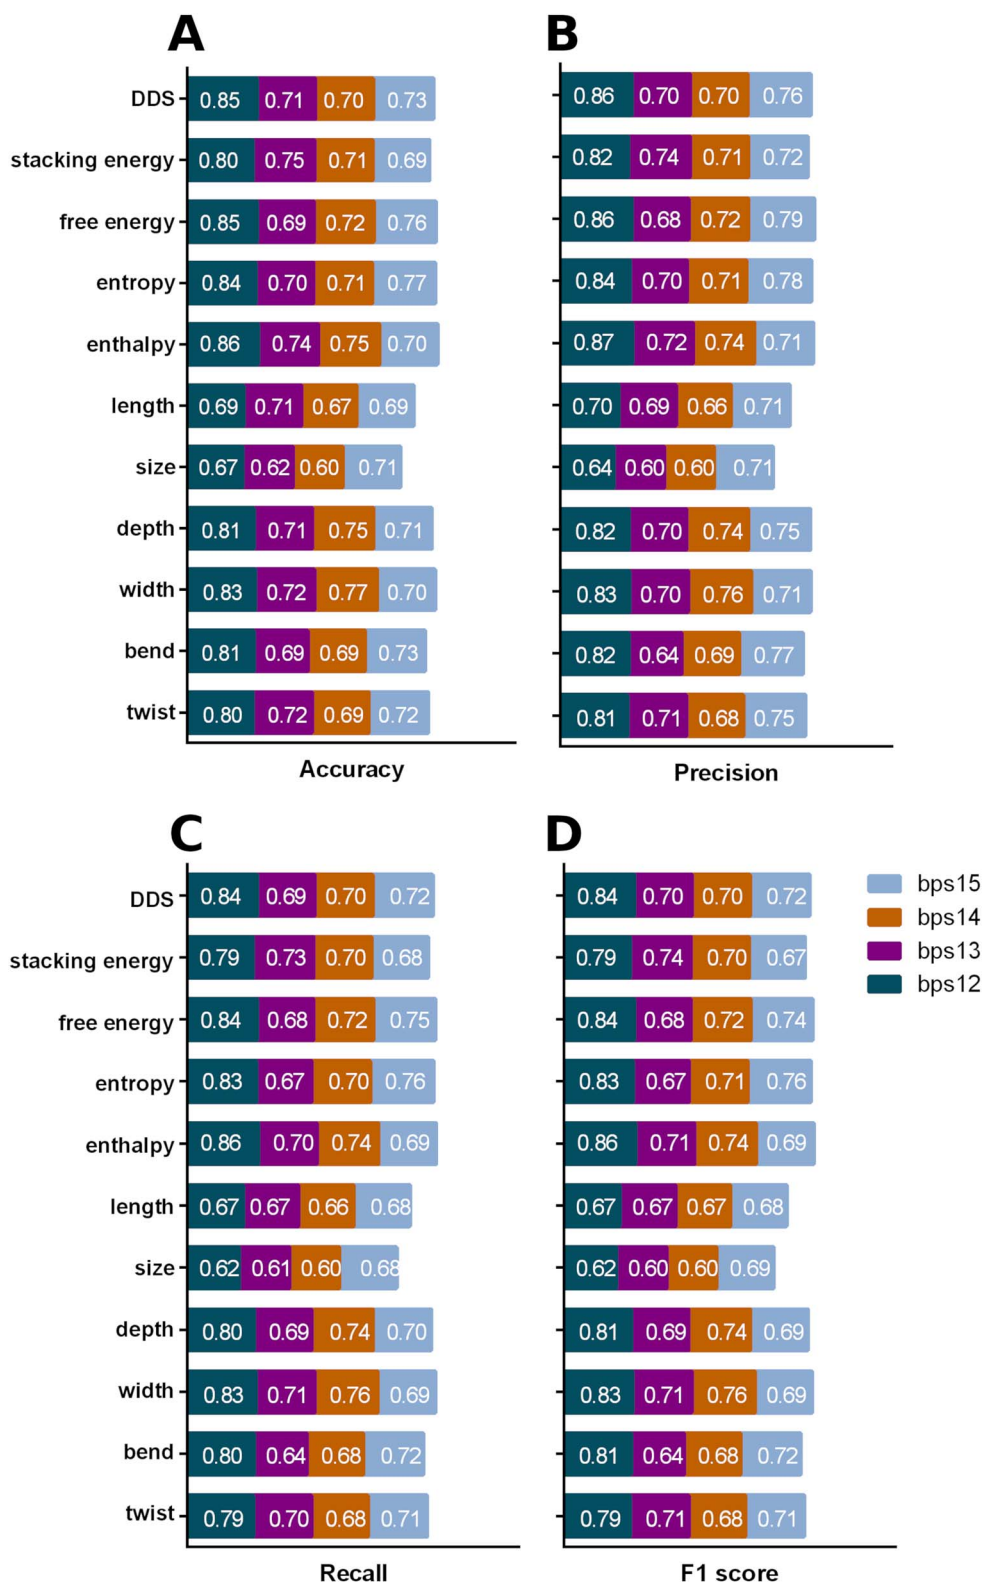 A B
DDS 0.85 0.71 0.70 0.73 0.86 0.70 0.70 0.76
stacking energy 0.80 0.75 0.71 0.69 0.82 0.74 0.71 0.72
free energy 0.85 0.69 0.72 0.76 0.86 0.68 0.72 0.79
entropy 0.84 0.70 0.71 0.77 0.84 0.70 0.71 0.78
enthalpy 0.86 0.74 0.75 0.70 0.87 0.72 0.74 0.71
length 0.69 0.71 0.67 0.69 0.70 0.69 0.66 0.71
size 0.67 0.62 0.60 0.71 0.64 0.60 0.60 0.71
depth 0.81 0.71 0.75 0.71 0.82 0.70 0.74 0.75
width 0.83 0.72 0.77 0.70 0.83 0.70 0.76 0.71
bend 0.81 0.69 0.69 0.73 0.82 0.64 0.69 0.77
twist 0.80 0.72 0.69 0.72 0.81 0.71 0.68 0.75
Accuracy Precision
C D
DDS 0.84 0.69 0.70 0.72 0.84 0.70 0.70 0.72
stacking energy 0.79 0.73 0.70 0.68 0.79 0.74 0.70 0.67
free energy 0.84 0.68 0.72 0.75 0.84 0.68 0.72 0.74
entropy 0.83 0.67 0.70 0.76 0.83 0.67 0.71 0.76
enthalpy 0.86 0.70 0.74 0.69 0.86 0.71 0.74 0.69
length 0.67 0.67 0.66 0.68 0.67 0.67 0.67 0.68
size 0.62 0.61 0.60 0.68 0.62 0.60 0.60 0.69
depth 0.80 0.69 0.74 0.70 0.81 0.69 0.74 0.69
width 0.83 0.71 0.76 0.69 0.83 0.71 0.76 0.69
bend 0.80 0.64 0.68 0.72 0.81 0.64 0.68 0.72
twist 0.79 0.70 0.68 0.71 0.79 0.71 0.68 0.71
Recall F1 score
bps15
bps14
bps13
bps12